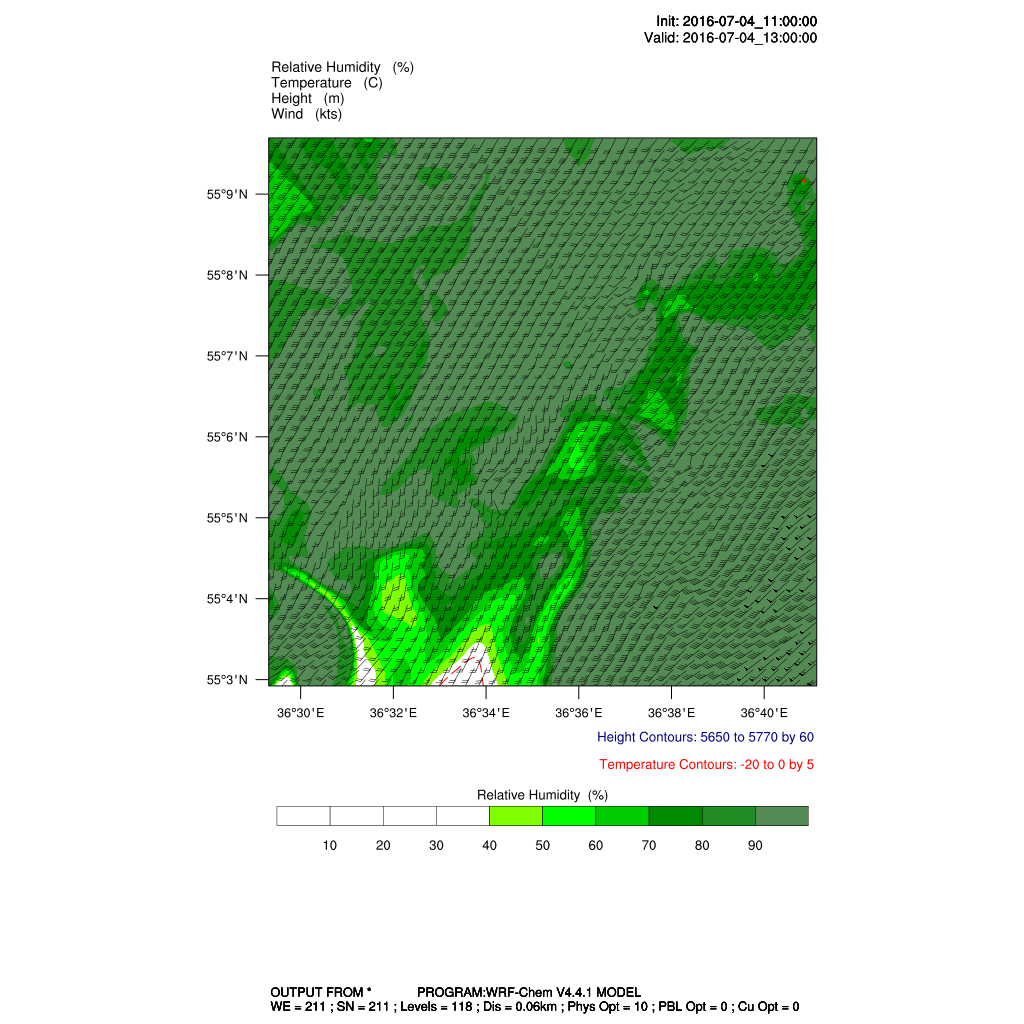 Init: 2016-07-04_11:00:00
Valid: 2016-07-04_13:00:00
Relative Humidity (%)
Temperature (C)
Height (m)
Wind (kts)
55°9'N
55°8'N
55°7'N
55°6'N
55°5'N
55°4'N
55°3'N
36°30'E 36°32'E 36°34'E 36°36'E 36°38'E 36°40'E
Height Contours: 5650 to 5770 by 60
Temperature Contours: -20 to 0 by 5
Relative Humidity (%)
10 20 30 40 50 60 70 80 90
OUTPUT FROM * PROGRAM:WRF-Chem V4.4.1 MODEL
WE = 211 ; SN = 211 ; Levels = 118 ; Dis = 0.06km ; Phys Opt = 10 ; PBL Opt = 0 ; Cu Opt = 0